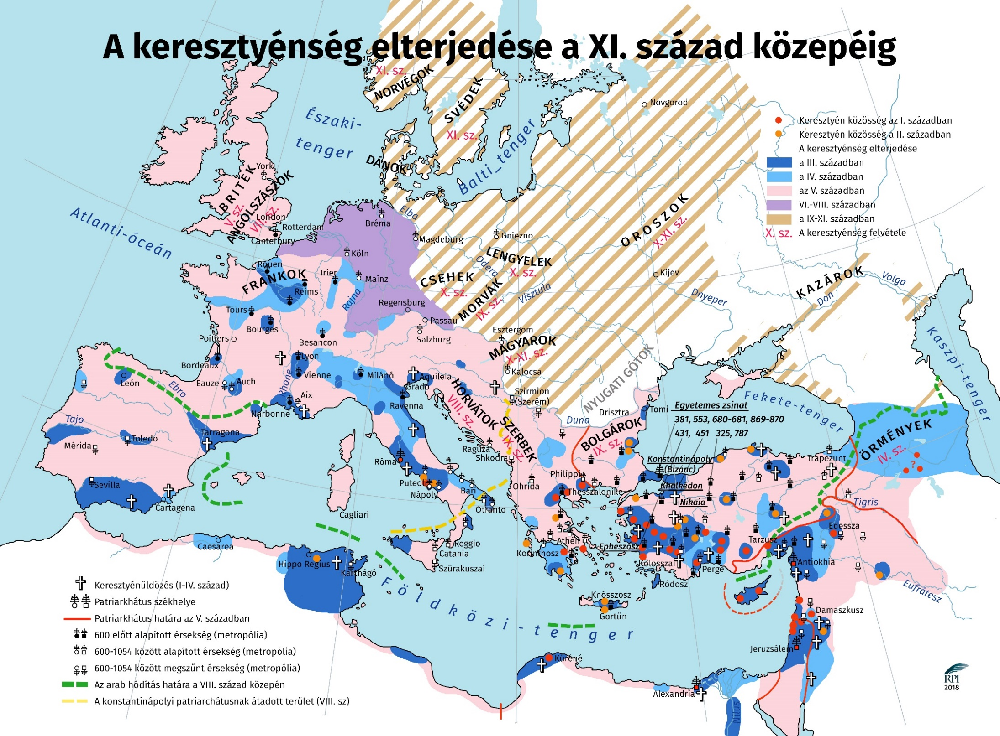 A keresztyénség elterjedése a XI. század közepéig
XI. sz.
NORVÉGOK
SVÉDEK
XI. sz.
Novgorod
Északi-
tenger
Balti_tenger
DÁNOK
Keresztyén közösség az I. században
Keresztyén közösség a II. században
A keresztyénség elterjedése
a III. században
a IV. században
az V. században
VI.-VIII. században
a IX-XI. században
X. sz. A keresztyénség felvétele
York
BRITEK
V. sz.
ANGOLSZÁSZOK
VII. sz.
London
Canterbury
Rotterdam
Atlanti-óceán
Bréma
Elba
Magdeburg
Gniezno
OROSZOK
X-XI. sz.
Köln
LENGYELEK
X. sz.
Odera
Rouen
FRANKOK
Trier
Mainz
Reims
Rajna
CSEHEK
X. sz.
MORVÁK
IX. sz.
Visztula
Kijev
Dnyeper
KAZÁROK
Don
Volga
Kaszpi-tenger
Tours
Bourges
Regensburg
Passau
Salzburg
Esztergom
MAGYAROK
X-XI. sz.
Kalocsa
Poitiers
Besancon
Bordeaux
Lyon
Vienne
Milánó
Aquileia
Grado
Ravenna
León
Ebro
Eauze
Auch
Rhone
Aix
Narbonne
HORVÁTOK
VIII. sz.
Szirmion
(Szerém)
SZERBEK
IX. sz.
NYUGATI GÓTOK
Duna
Drisztra
Tomi
BOLGÁROK
IX. sz.
Fekete-tenger
Egyetemes zsinat
381, 553, 680-681, 869-870
431, 451 325, 787
Konstantinápoly
(Bizánc)
Khalkédon
Nikaia
Trapezunt
ÖRMÉNYEK
IV. sz.
?
Tajo
Tarragona
Toledo
Mérida
Sevilla
Cartagena
Róma
Puteoli
Nápoly
Bari
Otranto
Raguza
Shkodra
Ohrida
Philippi
Thesszalonike
Cagliari
Caesarea
Hippo Regius
Karthágó
Reggio
Catania
Szürakuszai
Athén
Korinthosz
Epheszosz
Kolosszai
Perge
Ródosz
Knósszosz
Gortün
Tarzusz
Edessza
Tigris
Antiokhia
Eufrátesz
Damaszkusz
Jeruzsálem
Küréné
Alexandria
Nílus
Földközi-tenger
Keresztyénüldözés (I-IV. század)
Patriarkhátus székhelye
Patriarkhátus határa az V. században
600 előtt alapított érsekség (metropólia)
600-1054 között alapított érsekség (metropólia)
600-1054 között megszűnt érsekség (metropólia)
Az arab hódítás határa a VIII. század közepén
A konstantinápolyi patriarchátusnak átadott terület (VIII. sz)
RPI
2018